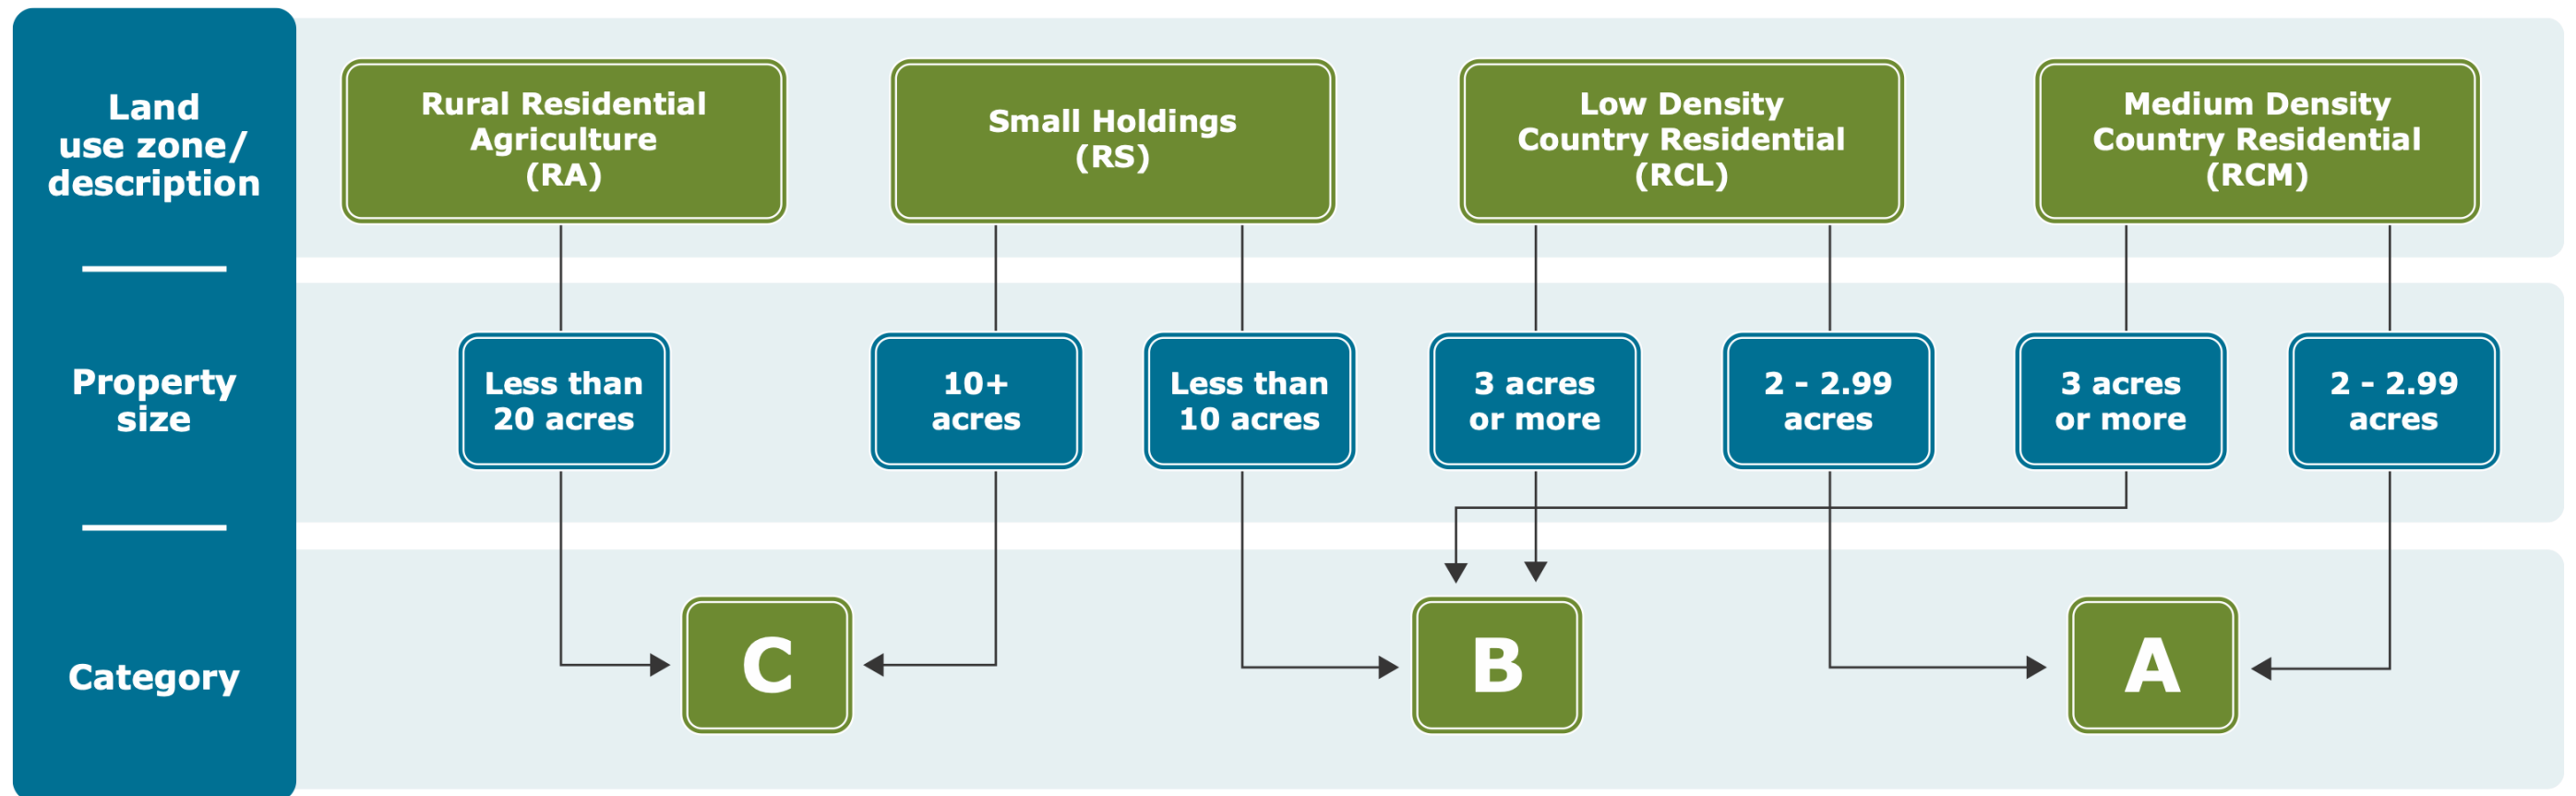 Land
use zone/
description
Rural Residential
Agriculture
(RA)
Small Holdings
(RS)
Low Density
Country Residential
(RCL)
Medium Density
Country Residential
(RCM)
Property
size
Less than
20 acres
10+
acres
Less than
10 acres
3 acres
or more
2 - 2.99
acres
3 acres
or more
2 - 2.99
acres
Category
C
B
A